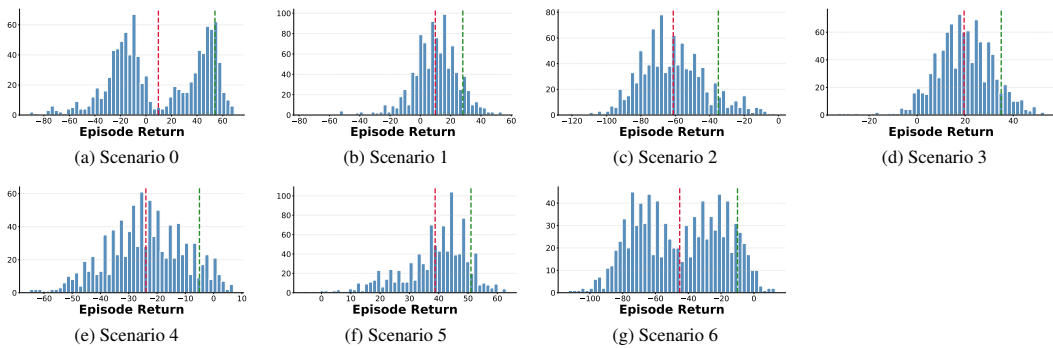 60
40
20
0
−80 −60 −40 −20 0 20 40 60
Episode Return
(a) Scenario 0
100
80
60
40
20
0
−80 −60 −40 −20 0 20 40 60
Episode Return
(b) Scenario 1
80
60
40
20
0
−120 −100 −80 −60 −40 −20 0
Episode Return
(c) Scenario 2
60
40
20
0
−20 0 20 40
Episode Return
(d) Scenario 3
60
40
20
0
−60 −50 −40 −30 −20 −10 0 10
Episode Return
(e) Scenario 4
100
80
60
40
20
0
0 10 20 30 40 50 60
Episode Return
(f) Scenario 5
40
30
20
10
0
−100 −80 −60 −40 −20 0
Episode Return
(g) Scenario 6